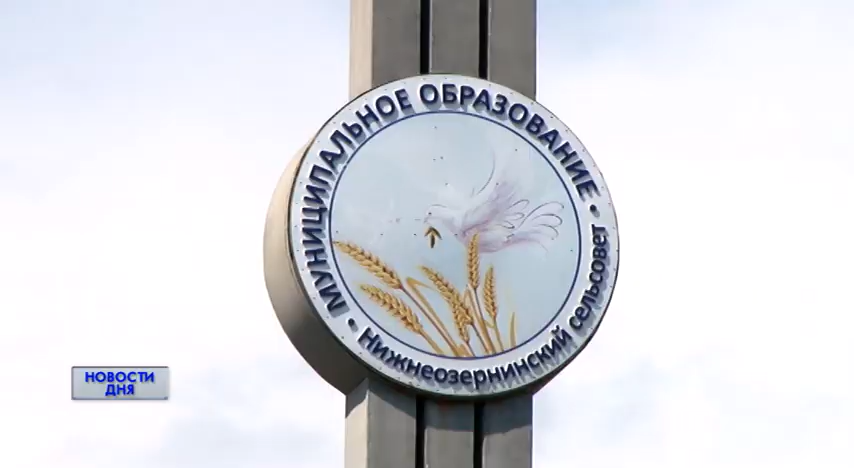 МУНИЦИПАЛЬНОЕ ОБРАЗОВАНИЕ
• Нижнеозернинский сельсовет •
НОВОСТИ
ДНЯ